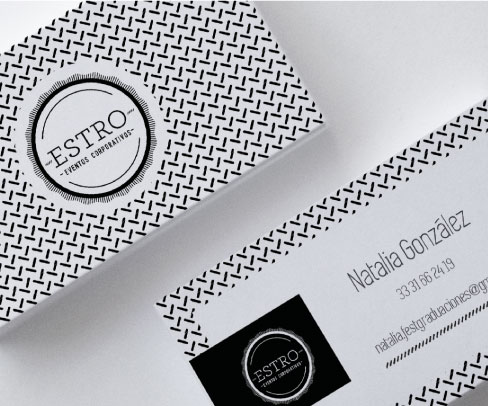 ESTRO
- EVENTOS CORPORATIVOS -
Natalia González
33 31 66 24 19
-ESTRO-
EVENTOS CORPORATIVOS